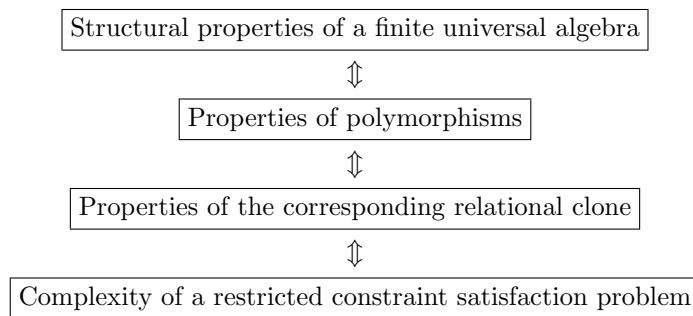 Structural properties of a finite universal algebra
⇕
Properties of polymorphisms
⇕
Properties of the corresponding relational clone
⇕
Complexity of a restricted constraint satisfaction problem